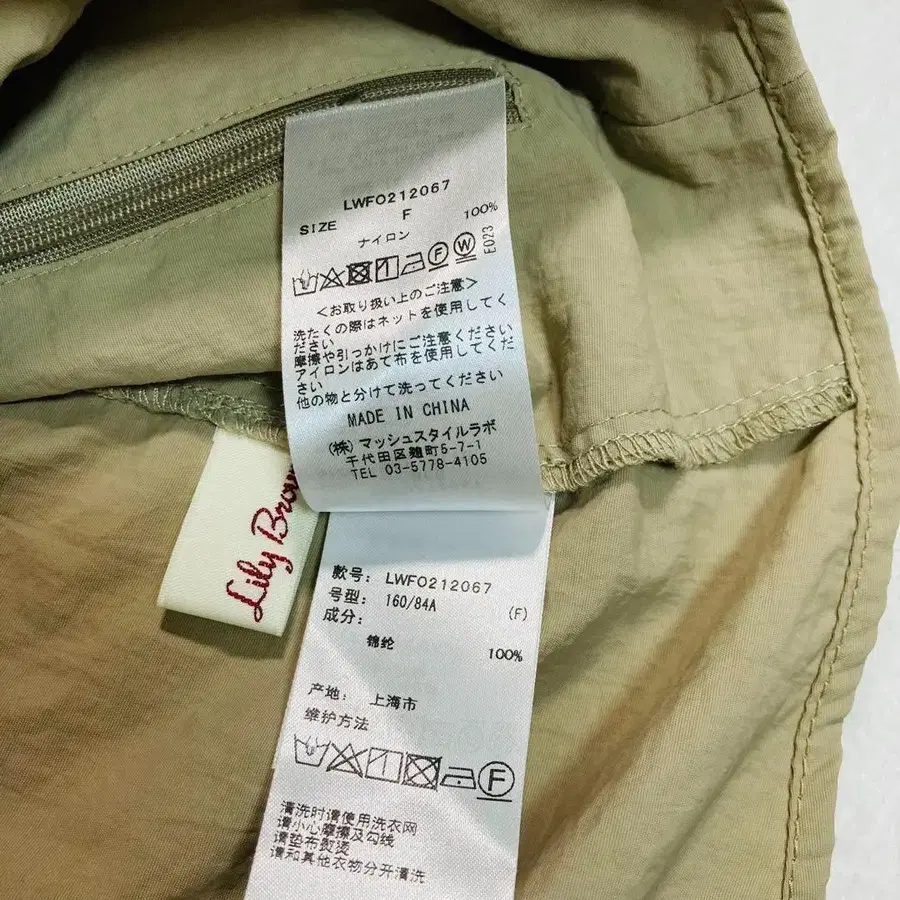 LWFO212067
SIZE F
ナイロン 100%
E023
<お取り扱い上のご注意>
洗たくの際はネットを使用してく
ださい
摩擦や引っかけにご注意ください
アイロンはあて布を使用してくだ
さい
他の物と分けて洗ってください
MADE IN CHINA
(株) マッシュスタイルラボ
千代田区麹町5-7-1
TEL 03-5778-4105
Lily Brow
款号: LWFO212067
号型: 160/84A (F)
成分:
锦纶 100%
产地: 上海市
维护方法
清洗时请使用洗衣网
请小心摩擦及勾线
请垫布熨烫
请和其他衣物分开清洗